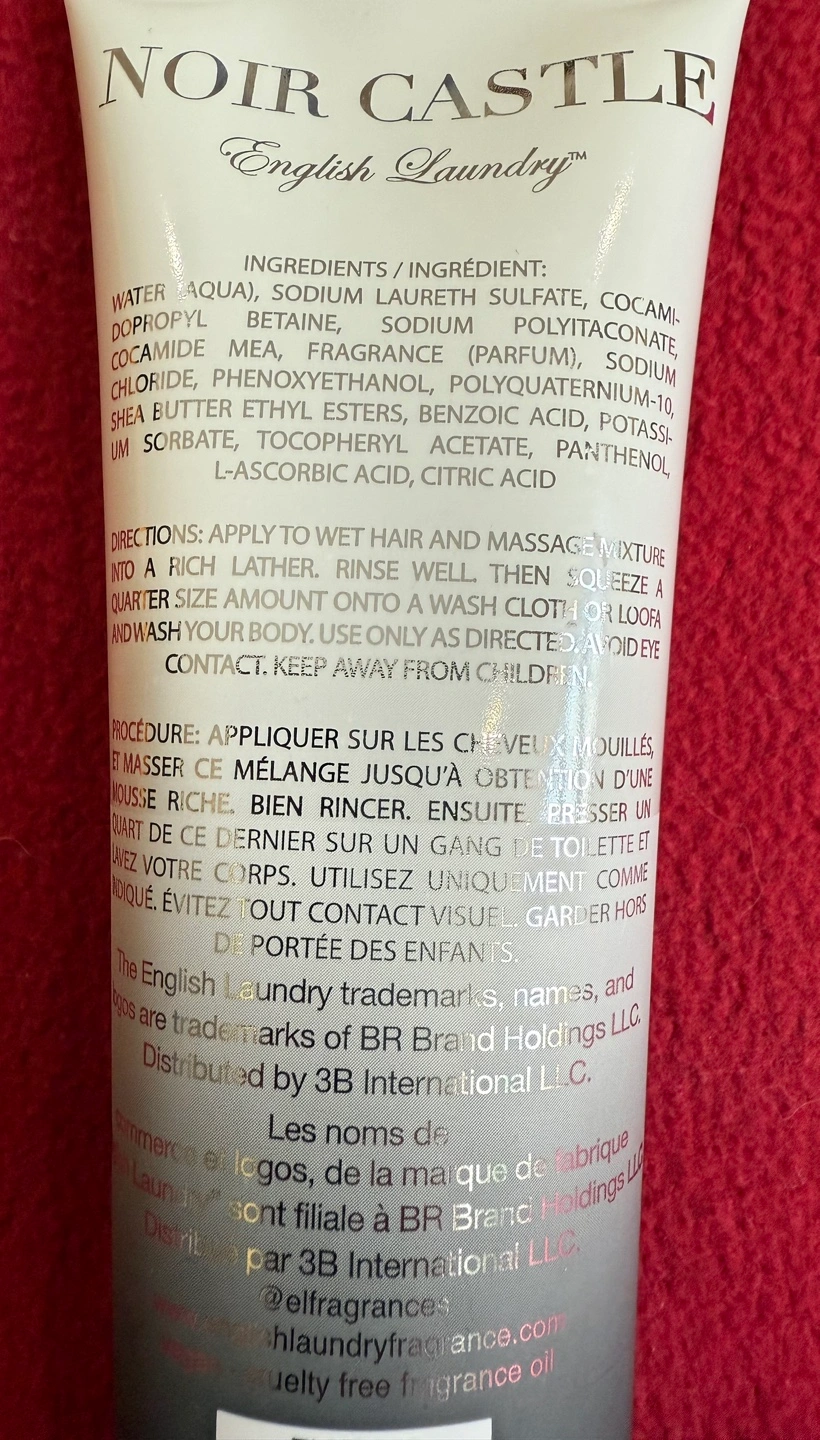 NOIR CASTLE
English Laundry™
INGREDIENTS / INGRÉDIENT:
WATER (AQUA), SODIUM LAURETH SULFATE, COCAMI-
DOPROPYL BETAINE, SODIUM POLYITACONATE,
COCAMIDE MEA, FRAGRANCE (PARFUM), SODIUM
CHLORIDE, PHENOXYETHANOL, POLYQUATERNIUM-10,
SHEA BUTTER ETHYL ESTERS, BENZOIC ACID, POTASSI-
UM SORBATE, TOCOPHERYL ACETATE, PANTHENOL,
L-ASCORBIC ACID, CITRIC ACID
DIRECTIONS: APPLY TO WET HAIR AND MASSAGE MIXTURE
INTO A RICH LATHER. RINSE WELL. THEN SQUEEZE A
QUARTER SIZE AMOUNT ONTO A WASH CLOTH OR LOOFA
AND WASH YOUR BODY. USE ONLY AS DIRECTED. AVOID EYE
CONTACT. KEEP AWAY FROM CHILDREN.
PROCÉDURE: APPLIQUER SUR LES CHEVEUX MOUILLÉS,
ET MASSER CE MÉLANGE JUSQU'À OBTENTION D'UNE
MOUSSE RICHE. BIEN RINCER. ENSUITE PRESSER UN
QUART DE CE DERNIER SUR UN GANG DE TOILETTE ET
LAVEZ VOTRE CORPS. UTILISEZ UNIQUEMENT COMME
INDIQUÉ. ÉVITEZ TOUT CONTACT VISUEL. GARDER HORS
DE PORTÉE DES ENFANTS.
The English Laundry trademarks, names, and
logos are trademarks of BR Brand Holdings LLC.
Distributed by 3B International LLC.
Les noms de
commerce et logos, de la marque de fabrique
Laundry™ sont filiale à BR Brand Holdings LLC
Distribué par 3B International LLC.
@elfragrances
www.englishlaundryfragrance.com
cruelty free fragrance oil